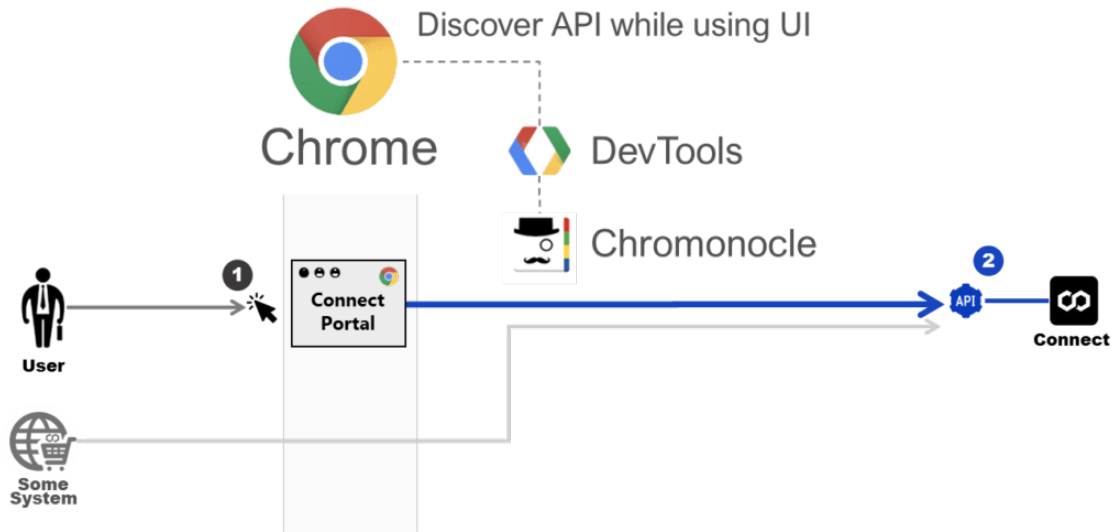 Discover API while using UI
Chrome
DevTools
Chromonocle
1
2
Connect
Portal
API
User
Connect
Some
System